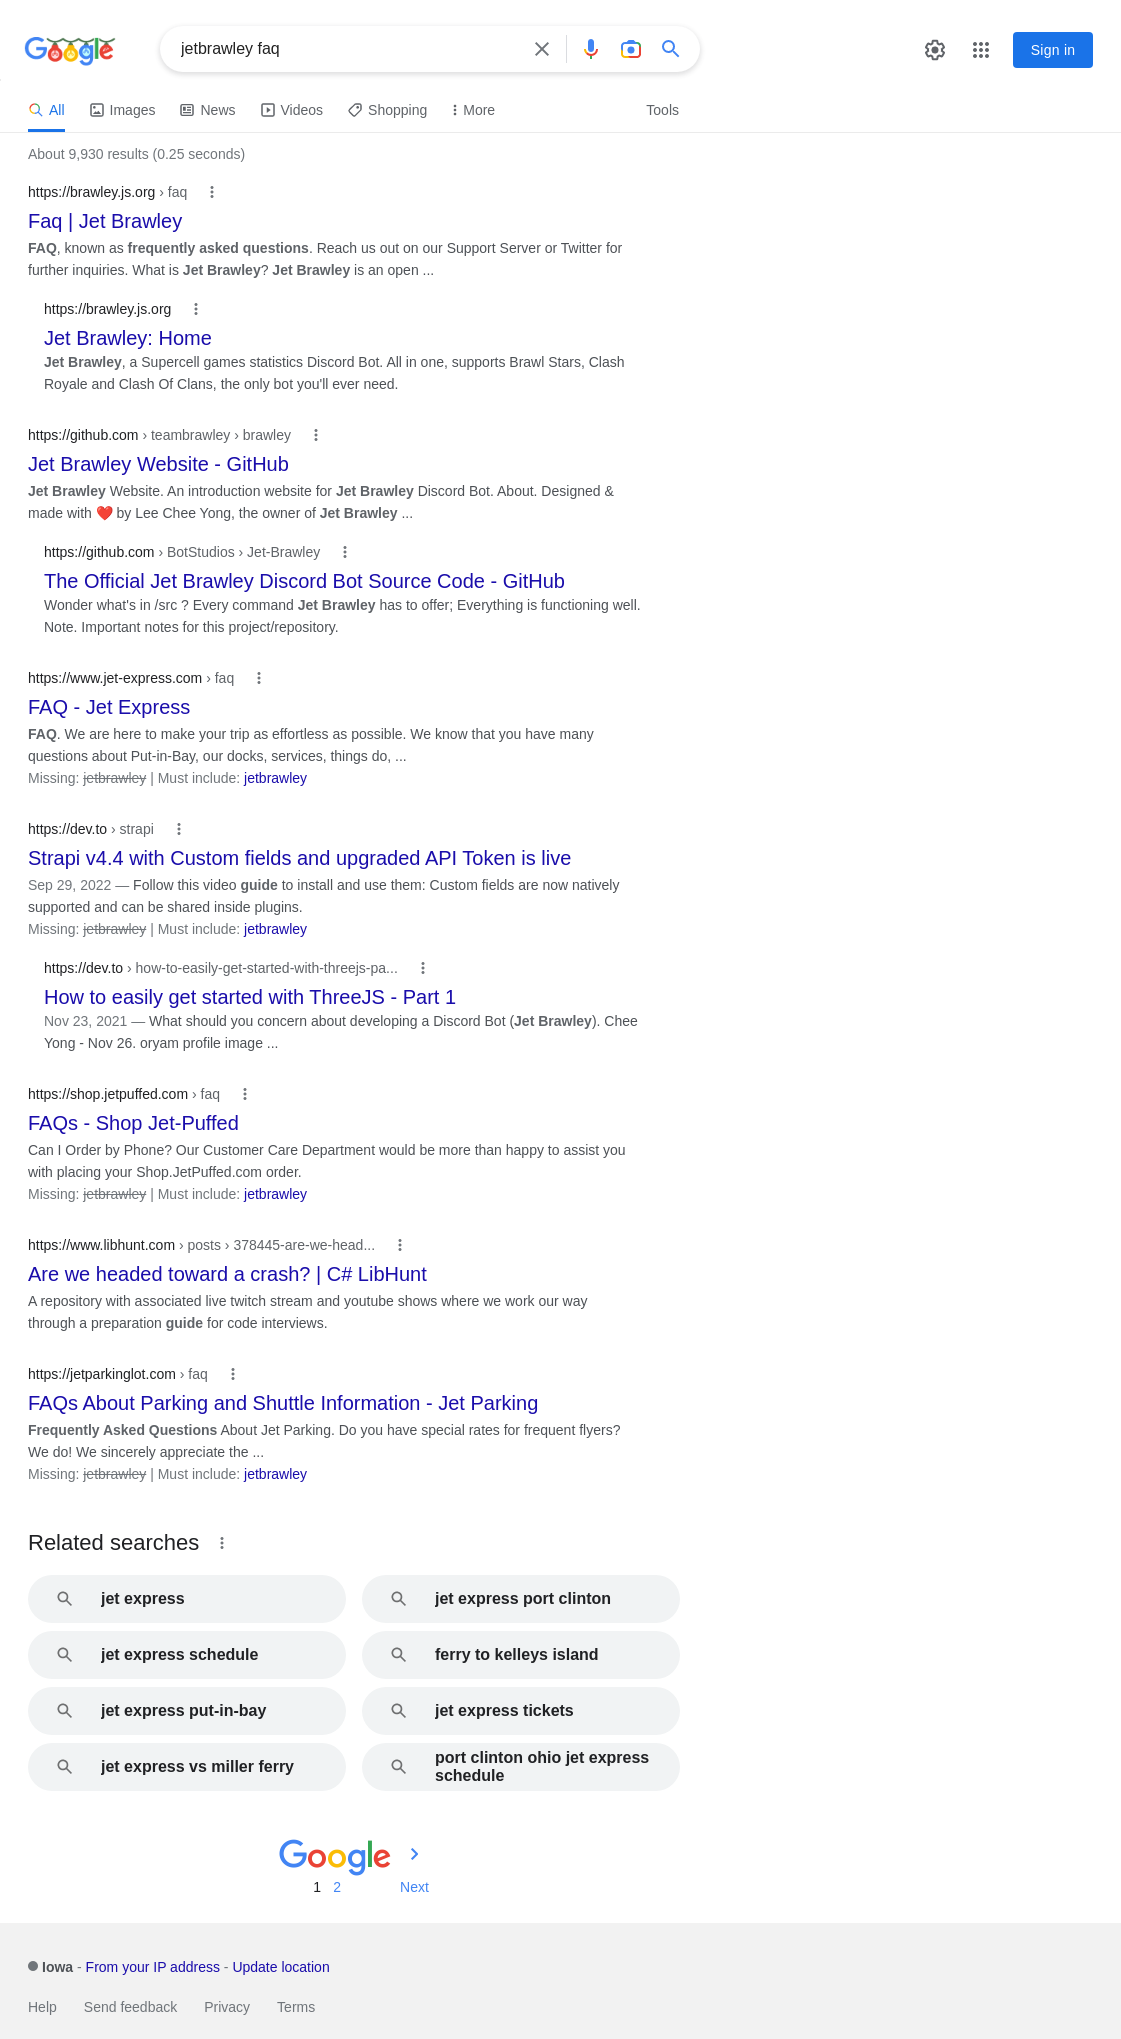 Google
jetbrawley faq
Sign in
All
Images
News
Videos
Shopping
More
Tools
About 9,930 results (0.25 seconds)
https://brawley.js.org › faq
Faq | Jet Brawley
FAQ, known as frequently asked questions. Reach us out on our Support Server or Twitter for
further inquiries. What is Jet Brawley? Jet Brawley is an open ...
https://brawley.js.org
Jet Brawley: Home
Jet Brawley, a Supercell games statistics Discord Bot. All in one, supports Brawl Stars, Clash
Royale and Clash Of Clans, the only bot you'll ever need.
https://github.com › teambrawley › brawley
Jet Brawley Website - GitHub
Jet Brawley Website. An introduction website for Jet Brawley Discord Bot. About. Designed &
made with ❤️ by Lee Chee Yong, the owner of Jet Brawley ...
https://github.com › BotStudios › Jet-Brawley
The Official Jet Brawley Discord Bot Source Code - GitHub
Wonder what's in /src ? Every command Jet Brawley has to offer; Everything is functioning well.
Note. Important notes for this project/repository.
https://www.jet-express.com › faq
FAQ - Jet Express
FAQ. We are here to make your trip as effortless as possible. We know that you have many
questions about Put-in-Bay, our docks, services, things do, ...
Missing: jetbrawley | Must include: jetbrawley
https://dev.to › strapi
Strapi v4.4 with Custom fields and upgraded API Token is live
Sep 29, 2022 — Follow this video guide to install and use them: Custom fields are now natively
supported and can be shared inside plugins.
Missing: jetbrawley | Must include: jetbrawley
https://dev.to › how-to-easily-get-started-with-threejs-pa...
How to easily get started with ThreeJS - Part 1
Nov 23, 2021 — What should you concern about developing a Discord Bot (Jet Brawley). Chee
Yong - Nov 26. oryam profile image ...
https://shop.jetpuffed.com › faq
FAQs - Shop Jet-Puffed
Can I Order by Phone? Our Customer Care Department would be more than happy to assist you
with placing your Shop.JetPuffed.com order.
Missing: jetbrawley | Must include: jetbrawley
https://www.libhunt.com › posts › 378445-are-we-head...
Are we headed toward a crash? | C# LibHunt
A repository with associated live twitch stream and youtube shows where we work our way
through a preparation guide for code interviews.
https://jetparkinglot.com › faq
FAQs About Parking and Shuttle Information - Jet Parking
Frequently Asked Questions About Jet Parking. Do you have special rates for frequent flyers?
We do! We sincerely appreciate the ...
Missing: jetbrawley | Must include: jetbrawley
Related searches
jet express
jet express port clinton
jet express schedule
ferry to kelleys island
jet express put-in-bay
jet express tickets
jet express vs miller ferry
port clinton ohio jet express
schedule
Google
1 2 Next
Iowa - From your IP address - Update location
Help Send feedback Privacy Terms